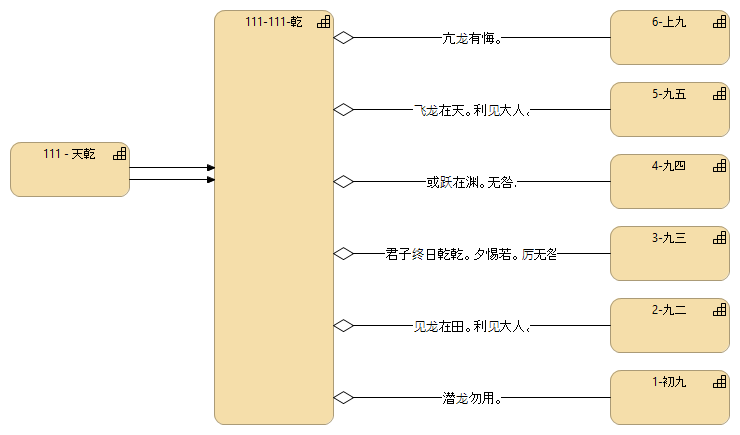 111-111-乾
6-上九
亢龙有悔。
5-九五
飞龙在天。利见大人。
111 - 天乾
4-九四
或跃在渊。无咎.
3-九三
君子终日乾乾。夕惕若。厉无咎
2-九二
见龙在田。利见大人。
1-初九
潜龙勿用。